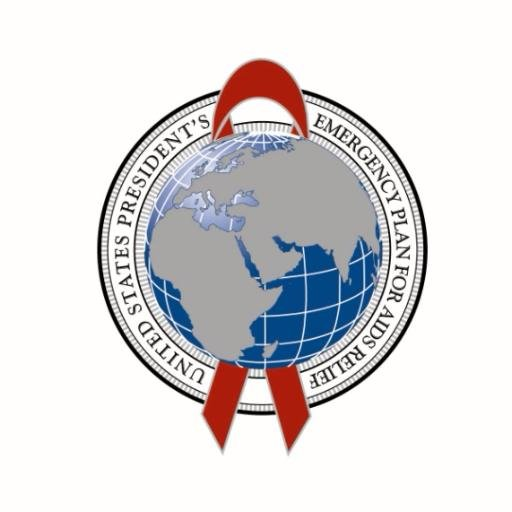 UNITED STATES PRESIDENT'S
EMERGENCY PLAN FOR AIDS RELIEF